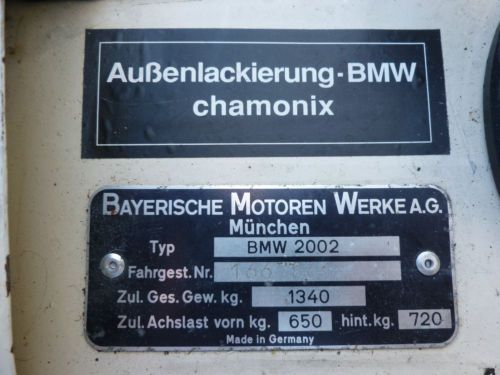 Außenlackierung-BMW
chamonix
BAYERISCHE MOTOREN WERKE A.G.
München
Typ BMW 2002
Fahrgest. Nr.
Zul. Ges. Gew. kg. 1340
Zul. Achslast vorn kg. 650 hint. kg. 720
Made in Germany